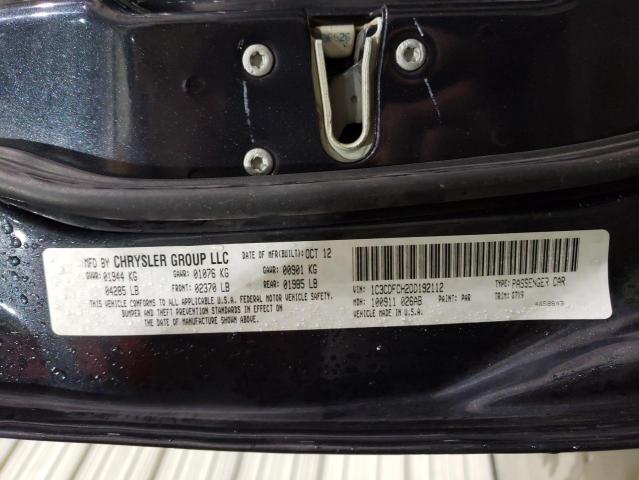 MFD BY CHRYSLER GROUP LLC DATE OF MFR(BUILT): OCT 12
GVWR: 01944 KG GAWR: 01076 KG GAWR: 00901 KG
04285 LB FRONT: 02370 LB REAR: 01985 LB
THIS VEHICLE CONFORMS TO ALL APPLICABLE U.S.A. FEDERAL MOTOR VEHICLE SAFETY,
BUMPER AND THEFT PREVENTION STANDARDS IN EFFECT ON
THE DATE OF MANUFACTURE SHOWN ABOVE.
VIN: 1C3CDFCH2DD192112 TYPE: PASSENGER CAR
MDH: 100911 026AB PAINT: PAR TRIM: G7X9
VEHICLE MADE IN U.S.A.